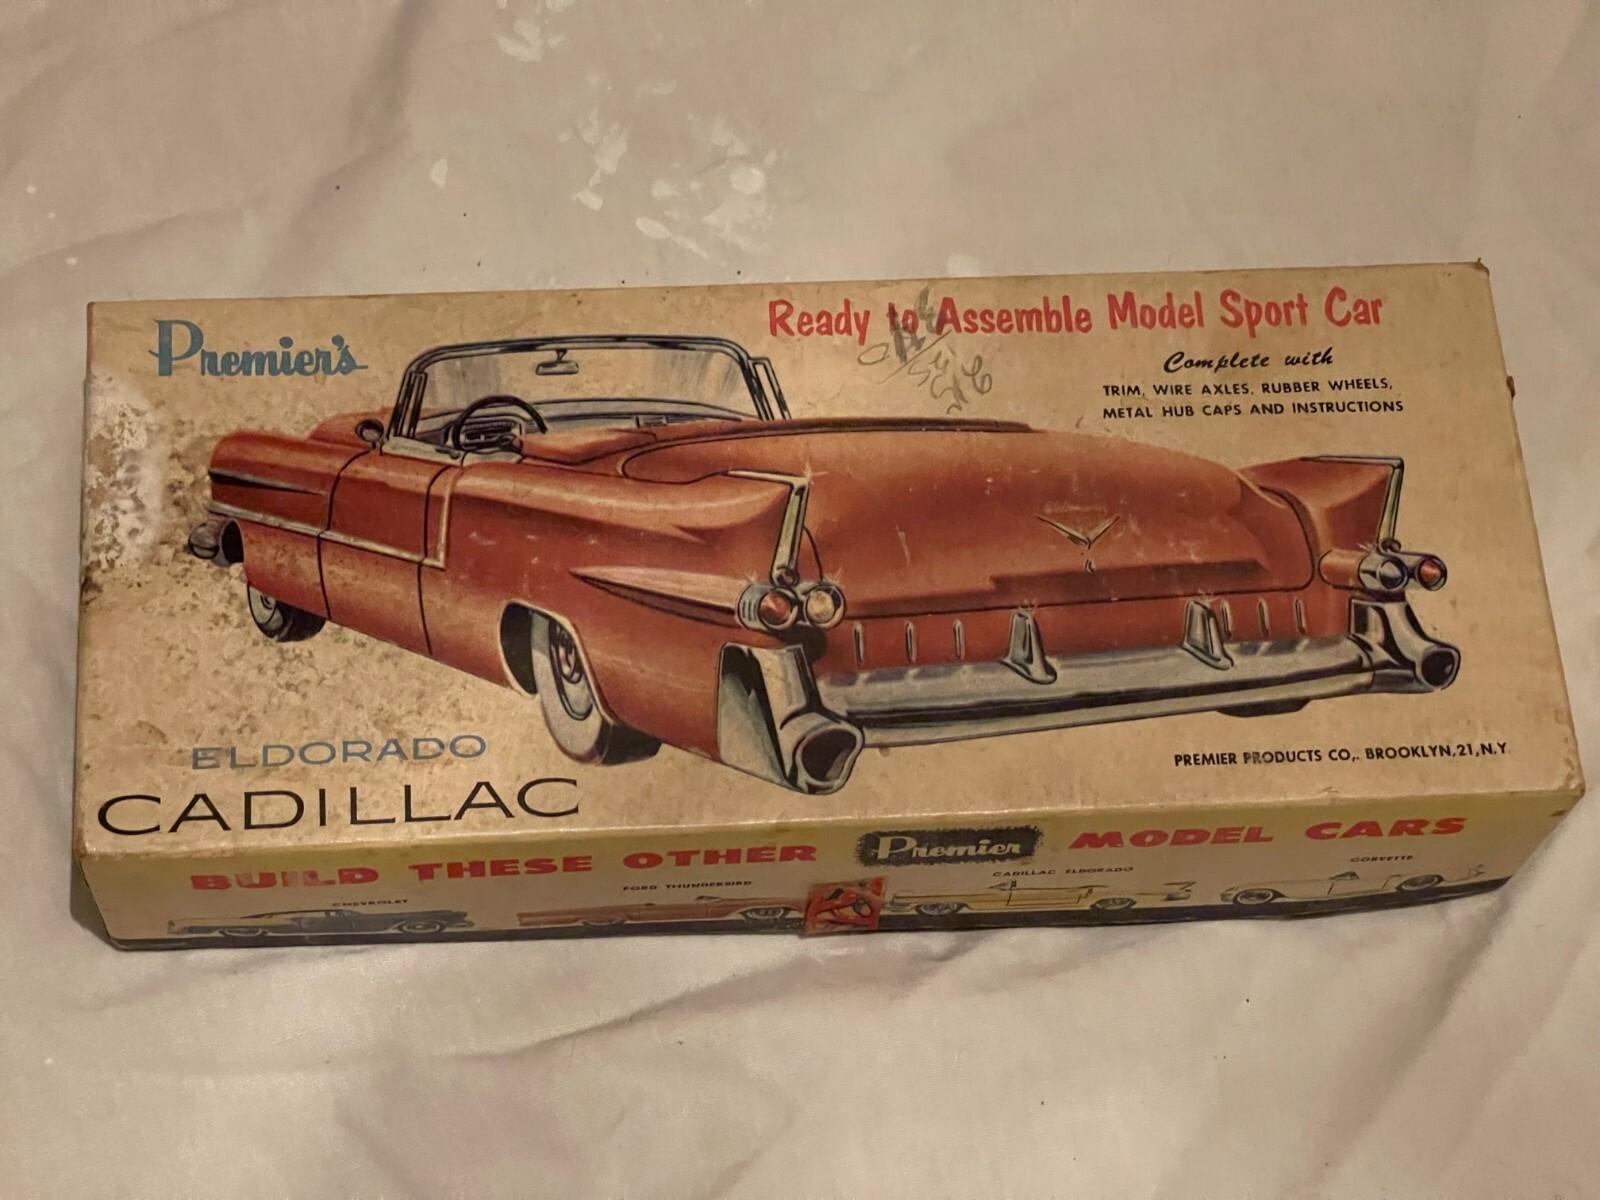 Premier's
Ready to Assemble Model Sport Car
Complete with
TRIM, WIRE AXLES, RUBBER WHEELS,
METAL HUB CAPS AND INSTRUCTIONS
ELDORADO
CADILLAC
PREMIER PRODUCTS CO,. BROOKLYN,21,N.Y.
BUILD THESE OTHER Premier MODEL CARS
CHEVROLET
FORD THUNDERBIRD
CADILLAC ELDORADO
CORVETTE